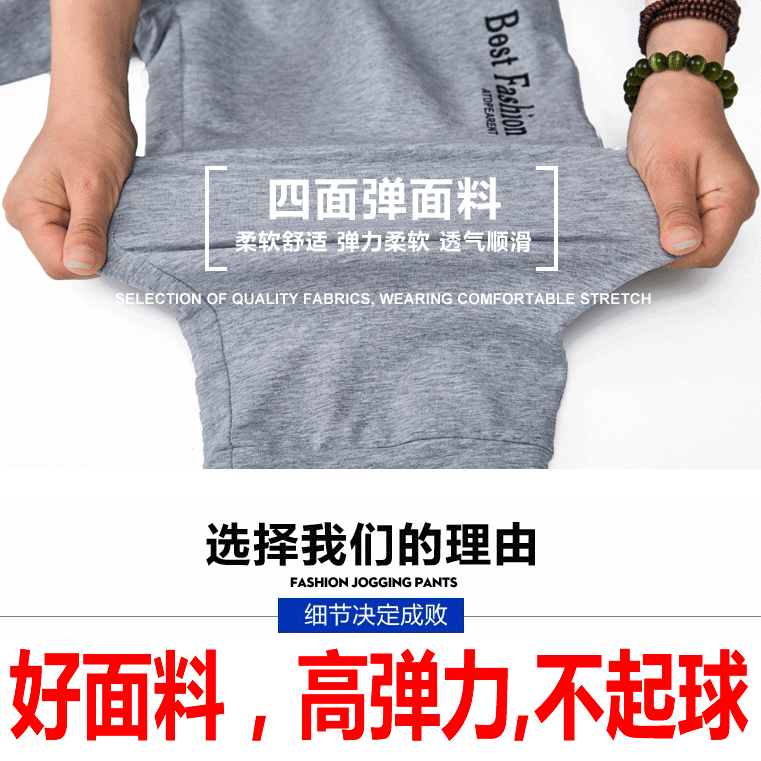 Best Fashion
ATOPEARENT
四面弹面料
柔软舒适 弹力柔软 透气顺滑
SELECTION OF QUALITY FABRICS, WEARING COMFORTABLE STRETCH
选择我们的理由
FASHION JOGGING PANTS
细节决定成败
好面料，高弹力,不起球